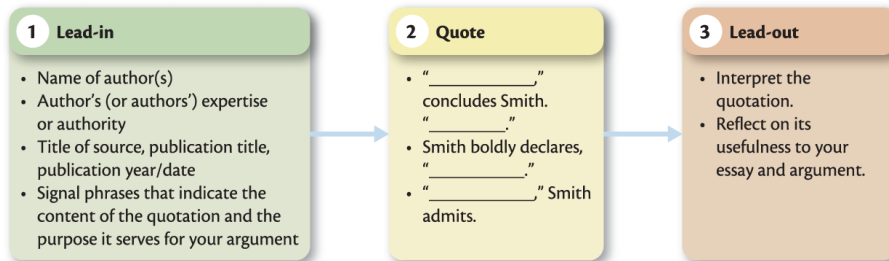 1 Lead-in
• Name of author(s)
• Author’s (or authors’) expertise
or authority
• Title of source, publication title,
publication year/date
• Signal phrases that indicate the
content of the quotation and the
purpose it serves for your argument
2 Quote
• “_____________,”
concludes Smith.
“__________.”
• Smith boldly declares,
“____________.”
• “_____________,” Smith
admits.
3 Lead-out
• Interpret the
quotation.
• Reflect on its
usefulness to your
essay and argument.